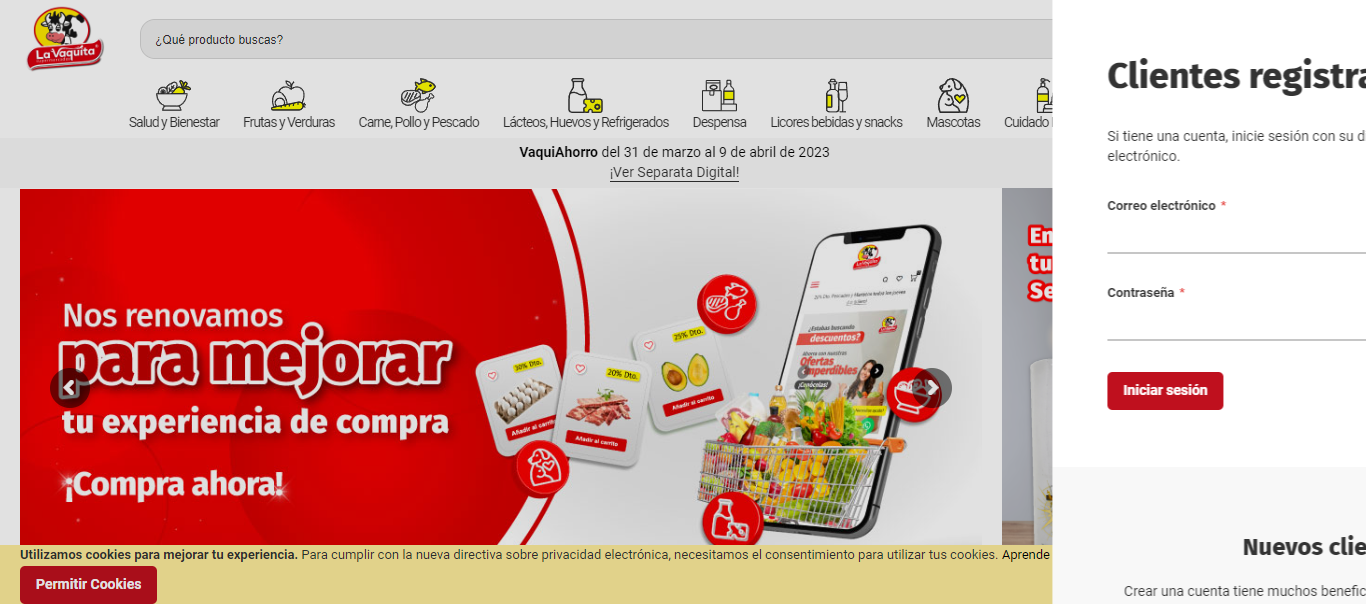 La Vaquita
supermercados
¿Qué producto buscas?
Salud y Bienestar
Frutas y Verduras
Carne, Pollo y Pescado
Lácteos, Huevos y Refrigerados
Despensa
Licores bebidas y snacks
Mascotas
Cuidado
VaquiAhorro del 31 de marzo al 9 de abril de 2023
¡Ver Separata Digital!
Nos renovamos
para mejorar
tu experiencia de compra
¡Compra ahora!
30% Dto.
Añadir al carrito
20% Dto.
Añadir al carrito
25% Dto.
Añadir al carrito
La Vaquita
¿Estabas buscando
descuentos?
Ahorre con nuestras
Ofertas
imperdibles
¡Conócelas!
En
tu
Se
Utilizamos cookies para mejorar tu experiencia. Para cumplir con la nueva directiva sobre privacidad electrónica, necesitamos el consentimiento para utilizar tus cookies. Aprende
Permitir Cookies
Clientes registra
Si tiene una cuenta, inicie sesión con su d
electrónico.
Correo electrónico *
Contraseña *
Iniciar sesión
Nuevos clie
Crear una cuenta tiene muchos benefic